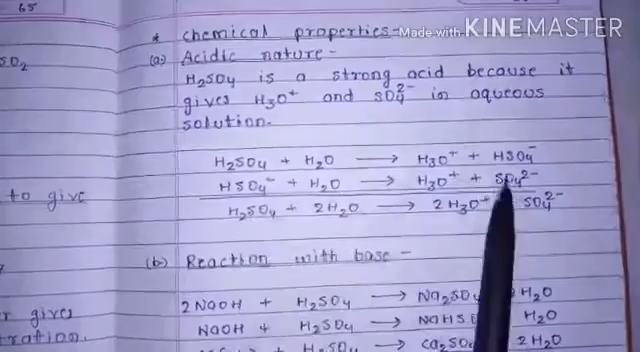 65
Made with KINEMASTER
* Chemical properties-
(a) Acidic nature-
SO₂
H₂SO₄ is a strong acid because it
gives H₃O⁺ and SO₄²⁻ in aqueous
solution.
H₂SO₄ + H₂O → H₃O⁺ + HSO₄⁻
HSO₄⁻ + H₂O → H₃O⁺ + SO₄²⁻
to give
H₂SO₄ + 2H₂O → 2H₃O⁺ SO₄²⁻
(b) Reaction with base-
2NaOH + H₂SO₄ → Na₂SO₄ H₂O
gives
NaOH + H₂SO₄ → NaHS H₂O
tration.
+ H₂SO₄ → CaSO₄ 2H₂O